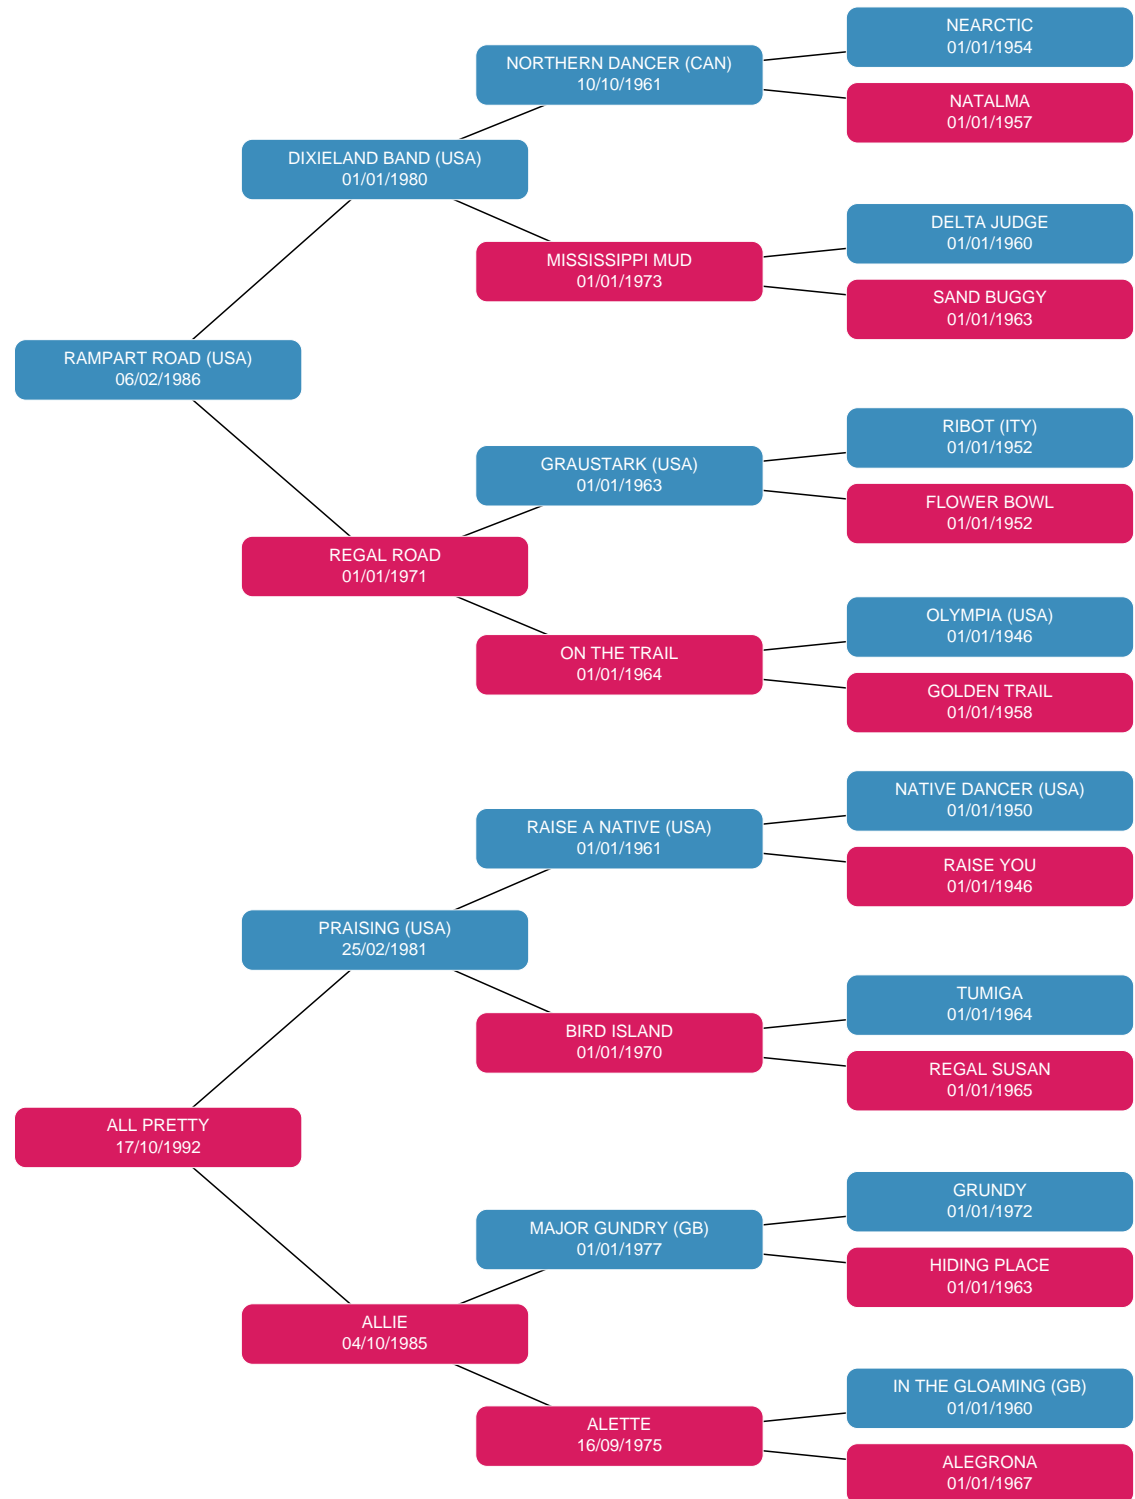 NEARCTIC
01/01/1954
NORTHERN DANCER (CAN)
10/10/1961
NATALMA
01/01/1957
DIXIELAND BAND (USA)
01/01/1980
DELTA JUDGE
01/01/1960
MISSISSIPPI MUD
01/01/1973
SAND BUGGY
01/01/1963
RAMPART ROAD (USA)
06/02/1986
RIBOT (ITY)
01/01/1952
GRAUSTARK (USA)
01/01/1963
FLOWER BOWL
01/01/1952
REGAL ROAD
01/01/1971
OLYMPIA (USA)
01/01/1946
ON THE TRAIL
01/01/1964
GOLDEN TRAIL
01/01/1958
NATIVE DANCER (USA)
01/01/1950
RAISE A NATIVE (USA)
01/01/1961
RAISE YOU
01/01/1946
PRAISING (USA)
25/02/1981
TUMIGA
01/01/1964
BIRD ISLAND
01/01/1970
REGAL SUSAN
01/01/1965
ALL PRETTY
17/10/1992
GRUNDY
01/01/1972
MAJOR GUNDRY (GB)
01/01/1977
HIDING PLACE
01/01/1963
ALLIE
04/10/1985
IN THE GLOAMING (GB)
01/01/1960
ALETTE
16/09/1975
ALEGRONA
01/01/1967